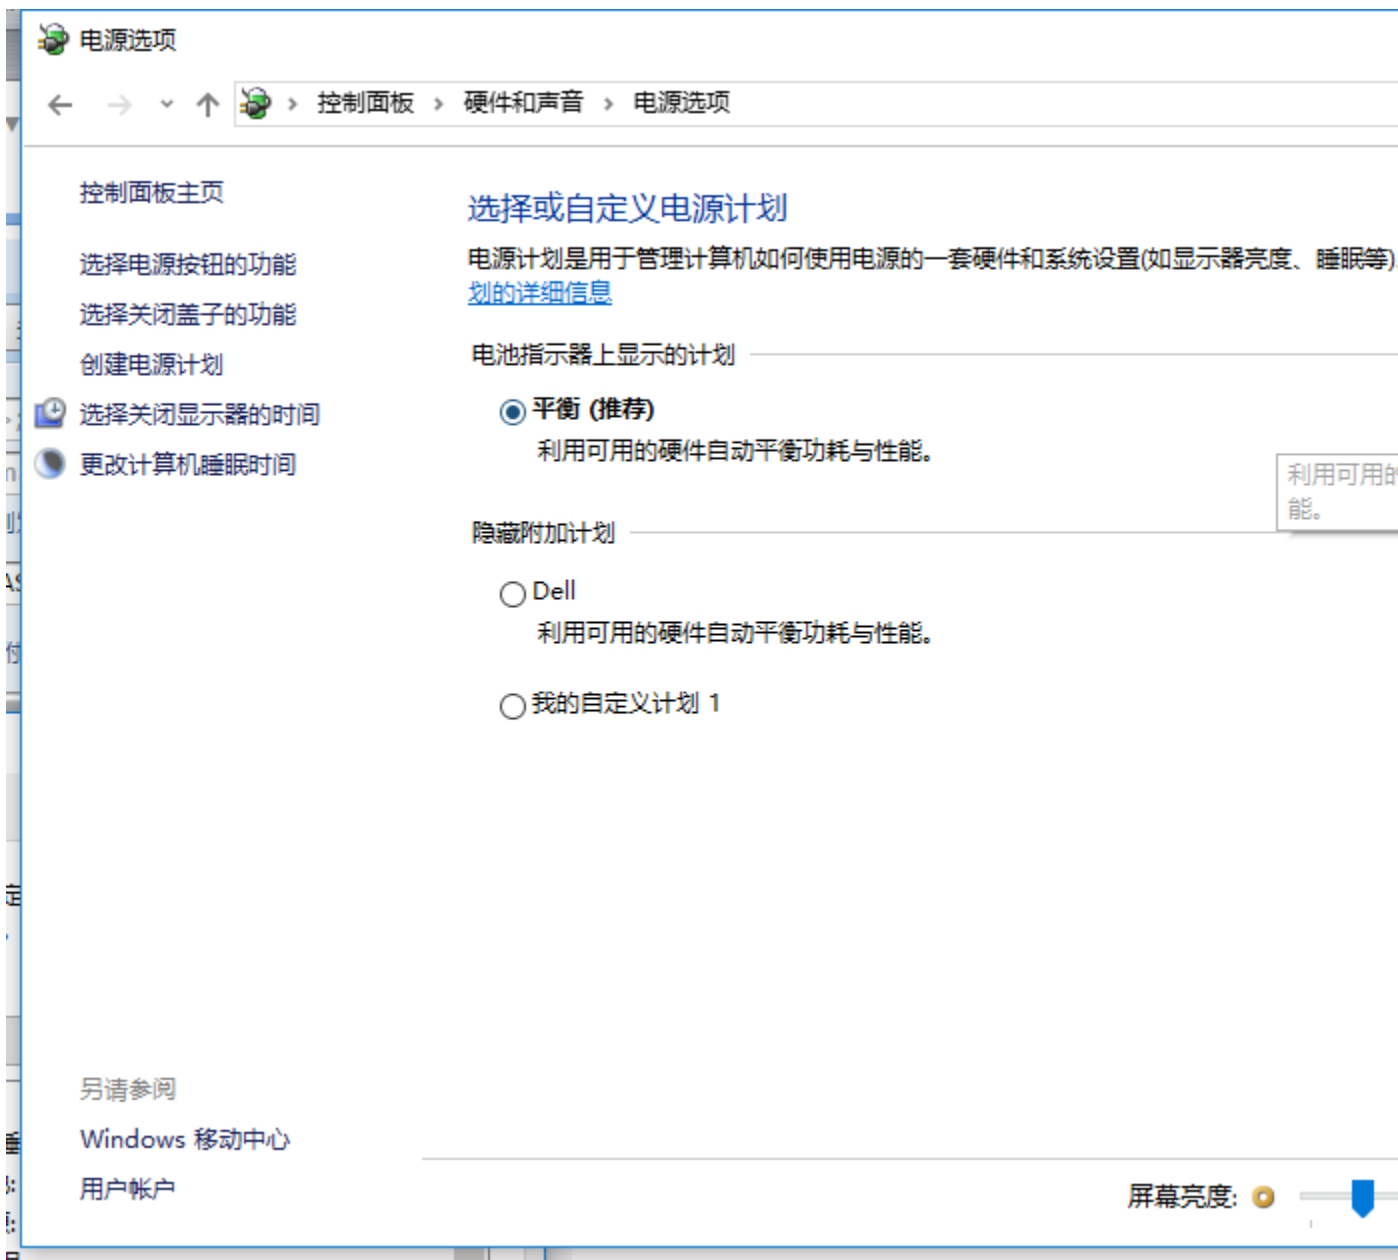 电源选项
控制面板 › 硬件和声音 › 电源选项
控制面板主页
选择电源按钮的功能
选择关闭盖子的功能
创建电源计划
选择关闭显示器的时间
更改计算机睡眠时间
选择或自定义电源计划
电源计划是用于管理计算机如何使用电源的一套硬件和系统设置(如显示器亮度、睡眠等)
划的详细信息
电池指示器上显示的计划
平衡 (推荐)
利用可用的硬件自动平衡功耗与性能。
利用可用的
能。
隐藏附加计划
Dell
利用可用的硬件自动平衡功耗与性能。
我的自定义计划 1
另请参阅
Windows 移动中心
用户帐户
屏幕亮度: